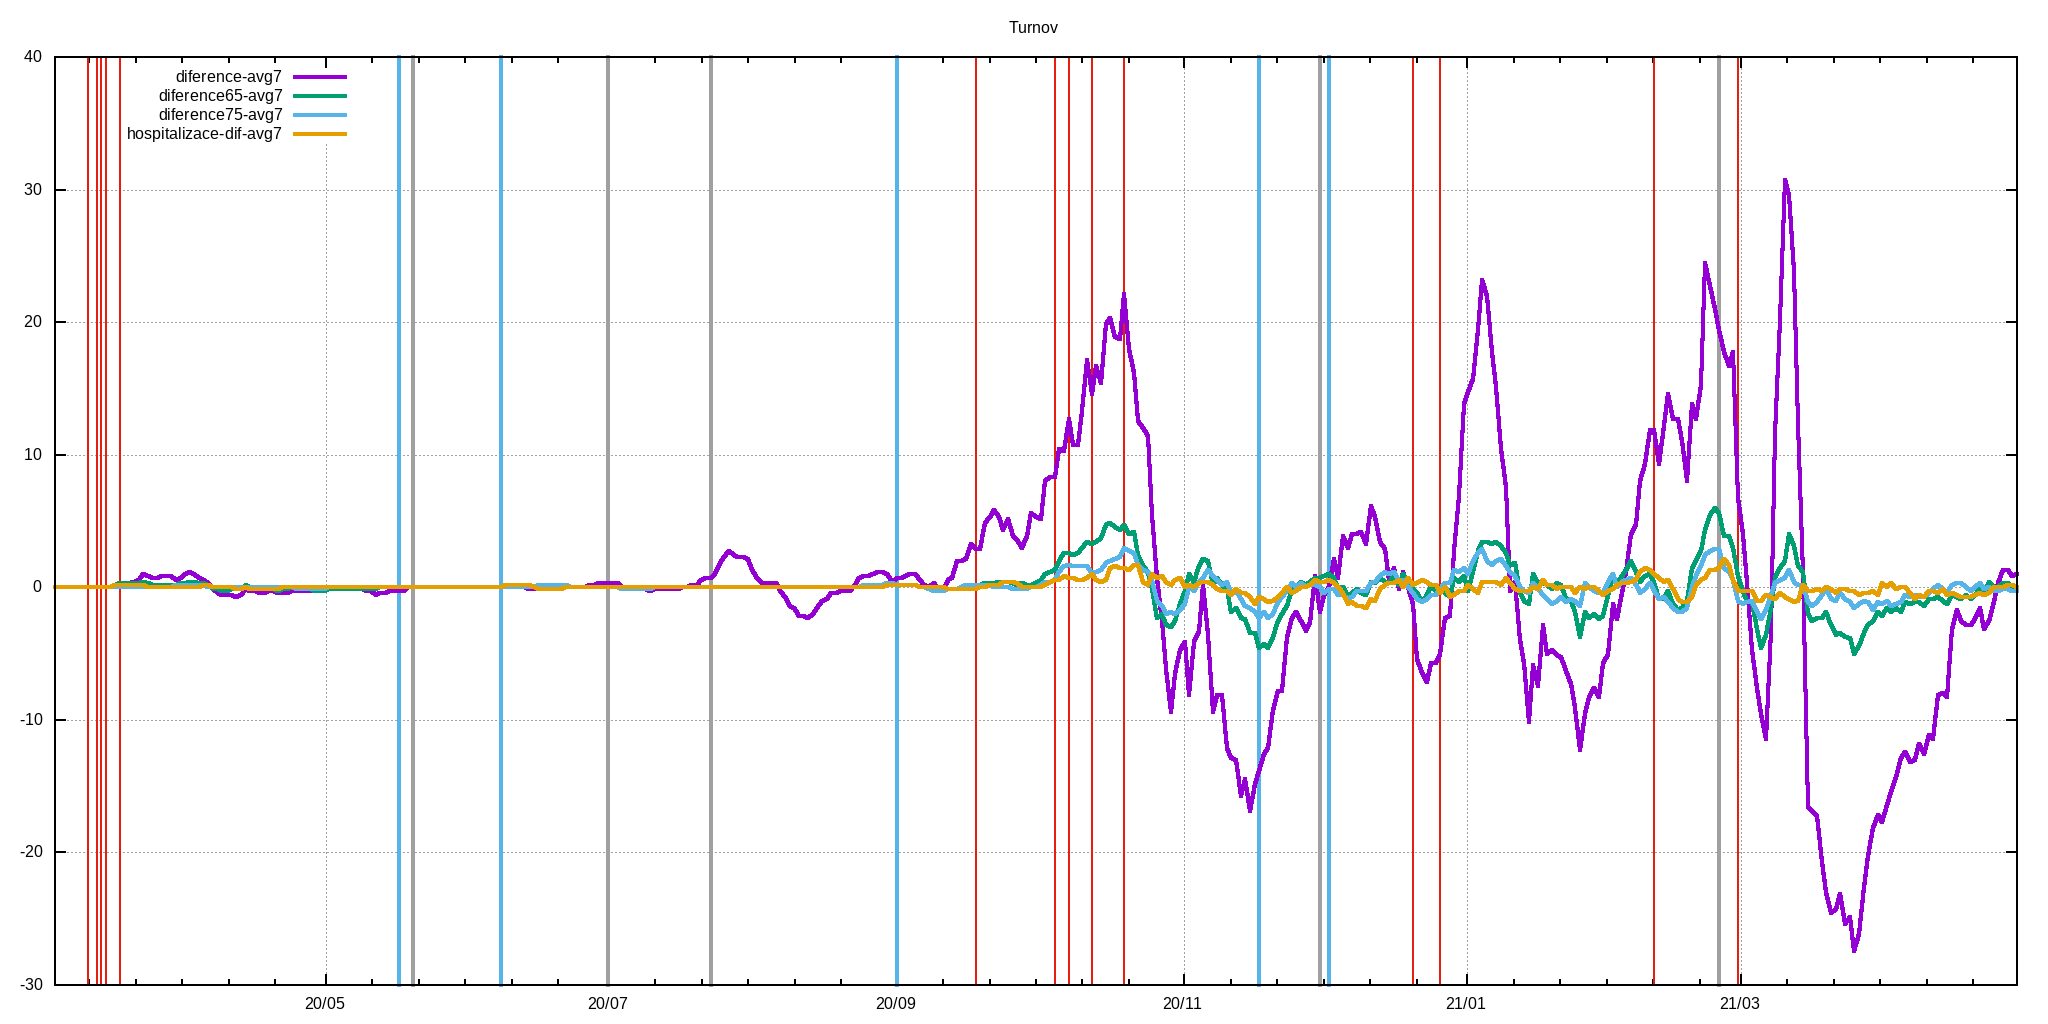 Turnov
40
diference-avg7
diference65-avg7
diference75-avg7
hospitalizace-dif-avg7
30
20
10
0
-10
-20
-30
20/05 20/07 20/09 20/11 21/01 21/03